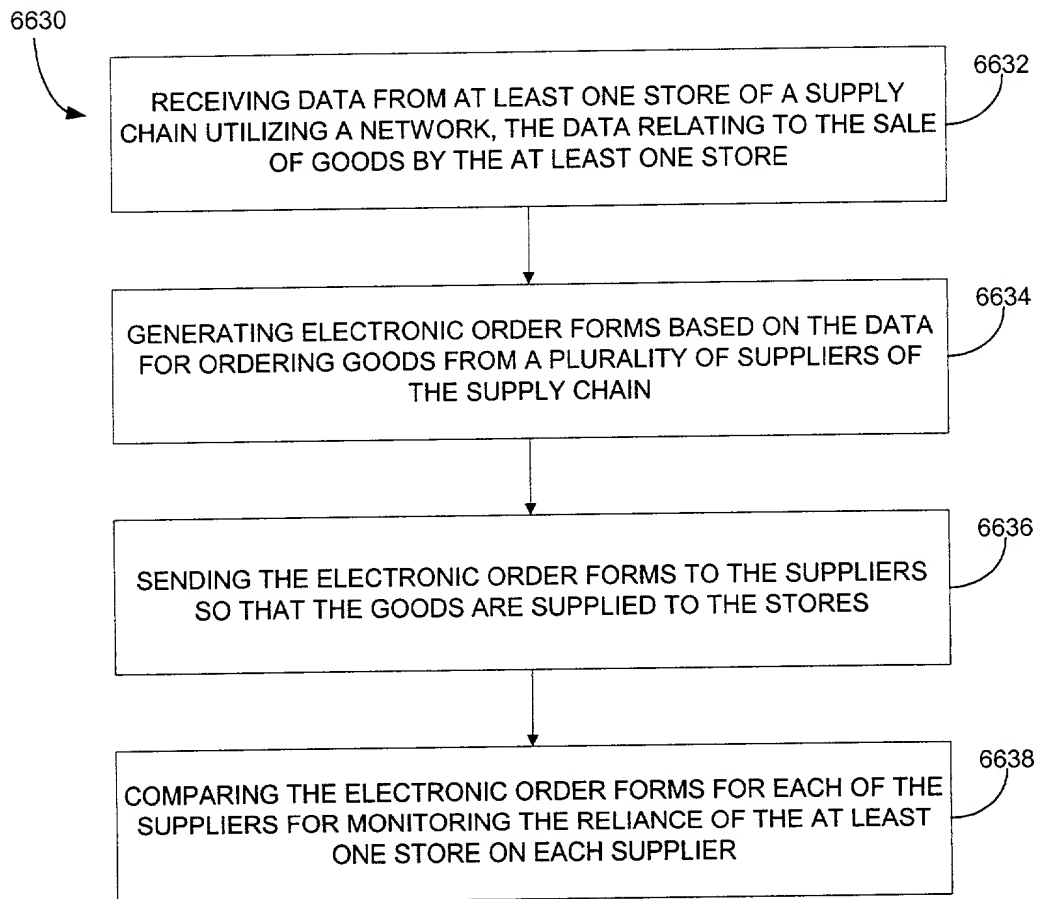 6630
6632
RECEIVING DATA FROM AT LEAST ONE STORE OF A SUPPLY
CHAIN UTILIZING A NETWORK, THE DATA RELATING TO THE SALE
OF GOODS BY THE AT LEAST ONE STORE
6634
GENERATING ELECTRONIC ORDER FORMS BASED ON THE DATA
FOR ORDERING GOODS FROM A PLURALITY OF SUPPLIERS OF
THE SUPPLY CHAIN
6636
SENDING THE ELECTRONIC ORDER FORMS TO THE SUPPLIERS
SO THAT THE GOODS ARE SUPPLIED TO THE STORES
6638
COMPARING THE ELECTRONIC ORDER FORMS FOR EACH OF THE
SUPPLIERS FOR MONITORING THE RELIANCE OF THE AT LEAST
ONE STORE ON EACH SUPPLIER